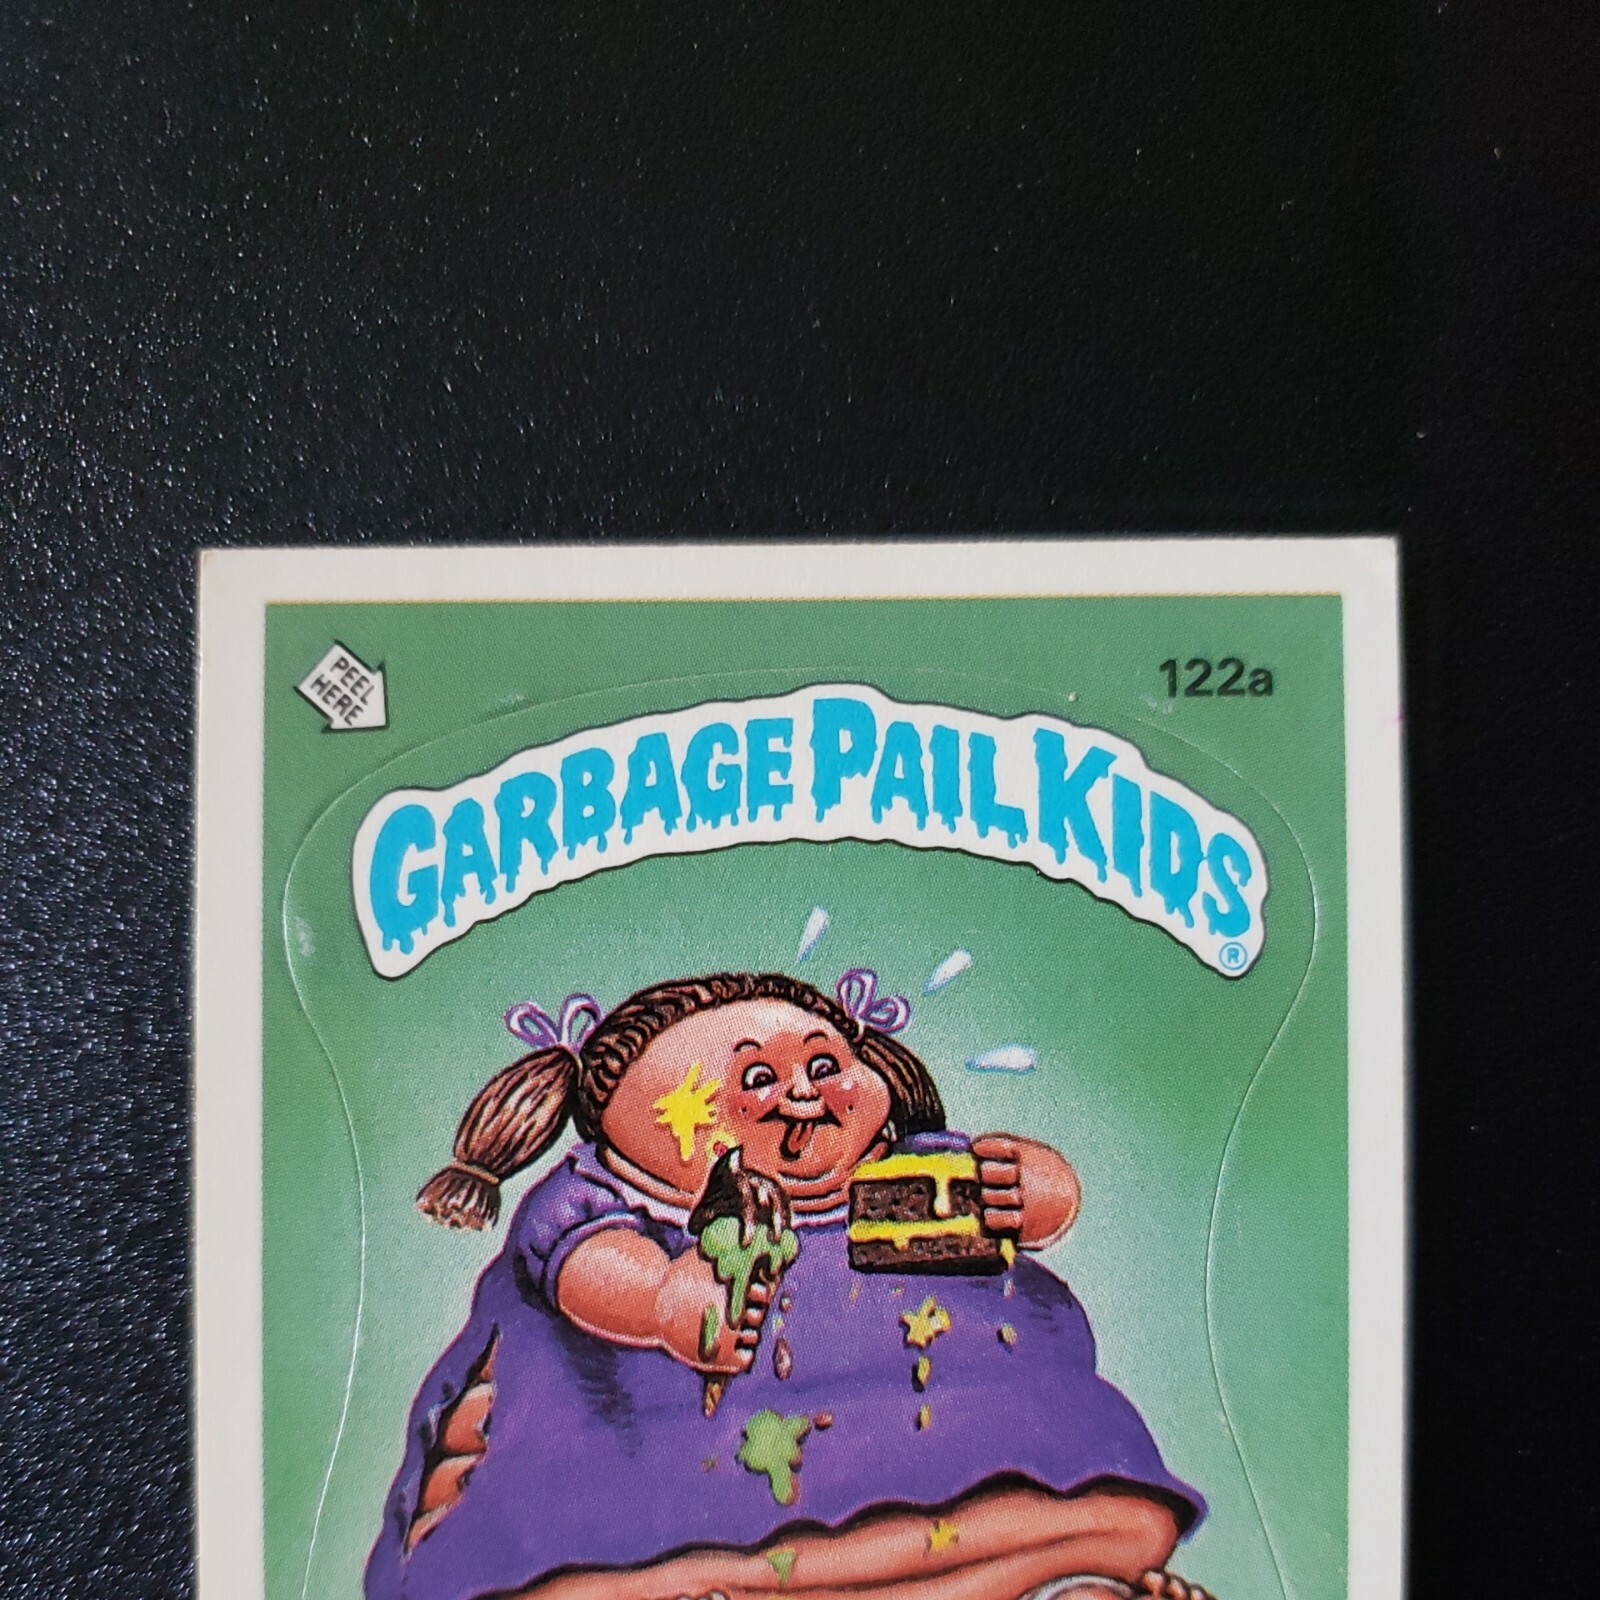 PEEL
HERE
122a
GARBAGE PAIL KIDS
®